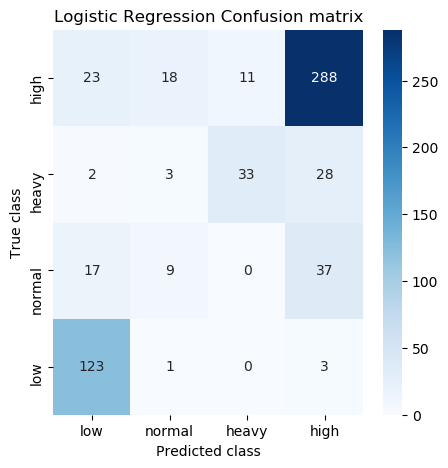 Logistic Regression Confusion matrix
True class
high
23 18 11 288
heavy
2 3 33 28
normal
17 9 0 37
low
123 1 0 3
low normal heavy high
Predicted class
250
200
150
100
50
0